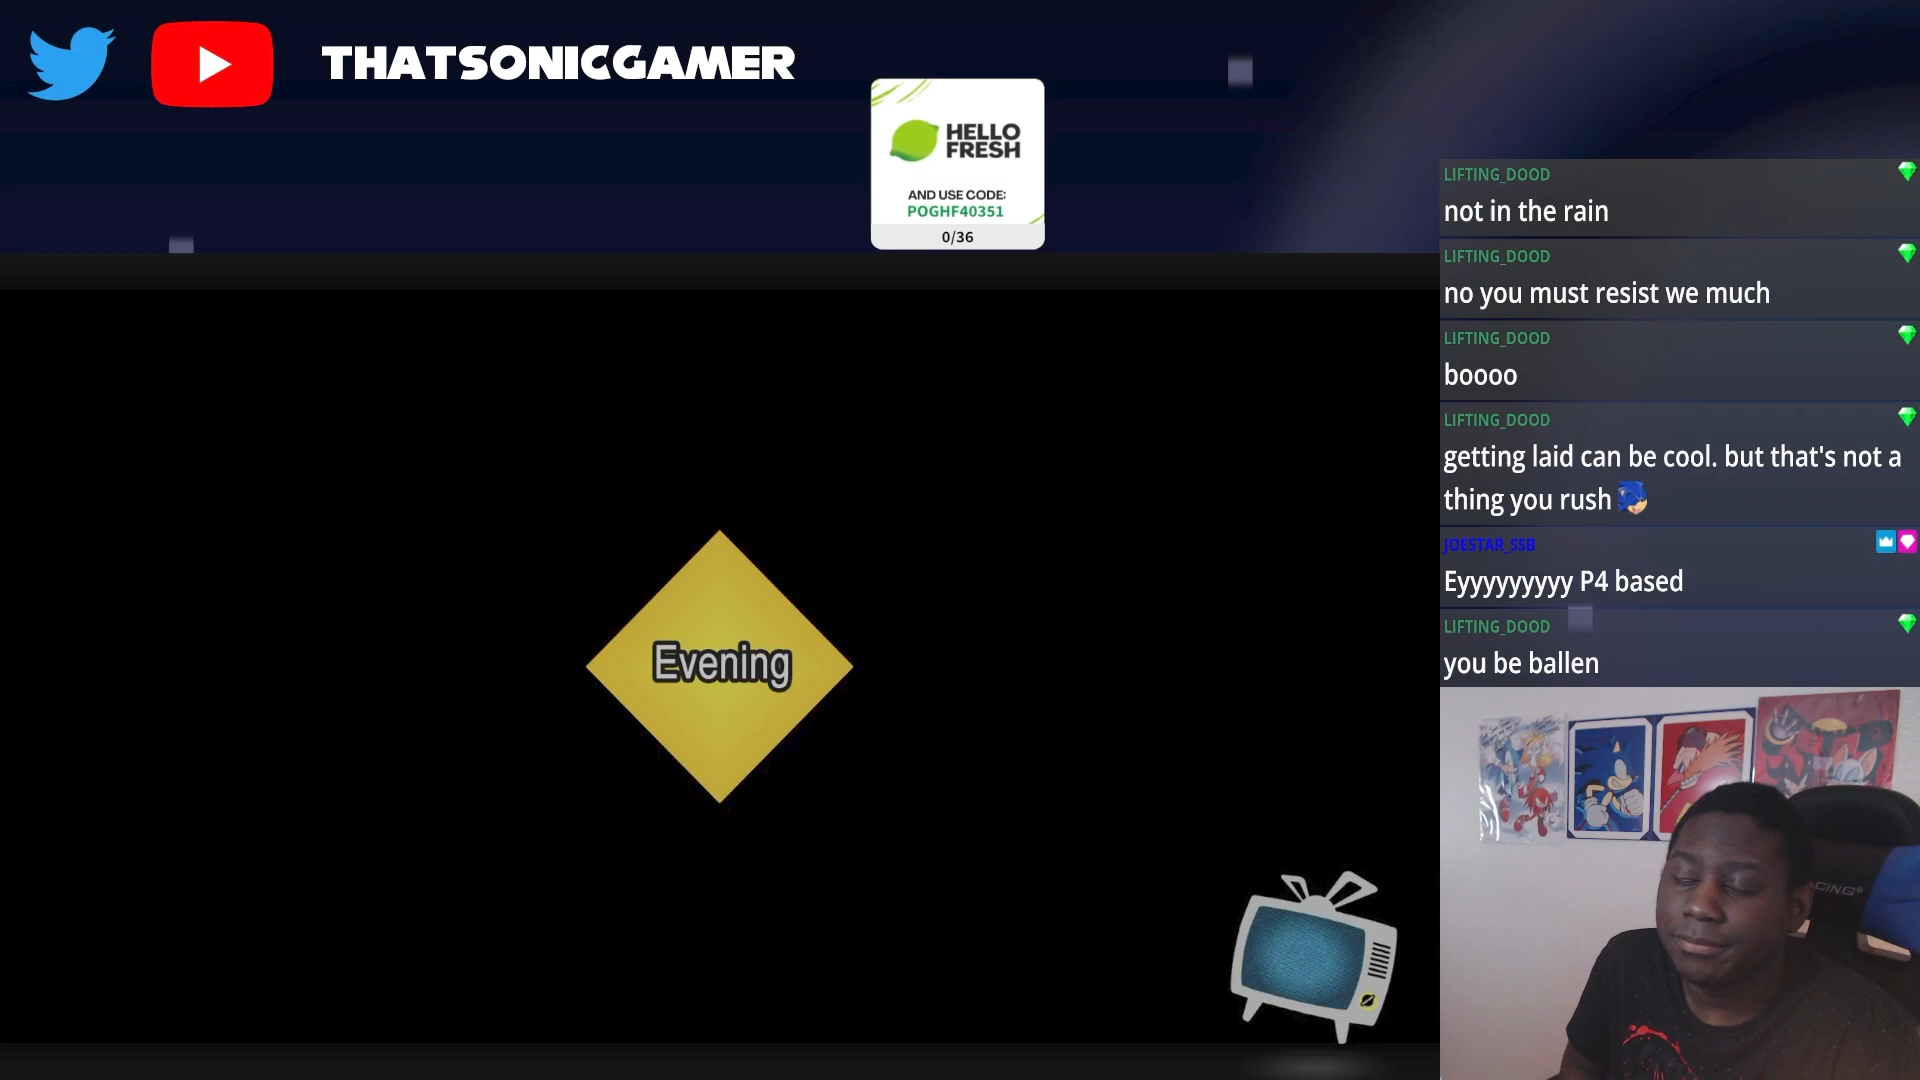 THATSONICGAMER
HELLO
FRESH
AND USE CODE:
POGHF40351
0/36
LIFTING_DOOD
not in the rain
LIFTING_DOOD
no you must resist we much
LIFTING_DOOD
boooo
LIFTING_DOOD
getting laid can be cool. but that's not a
thing you rush
JOESTAR_SSB
Eyyyyyyyyy P4 based
LIFTING_DOOD
you be ballen
Evening